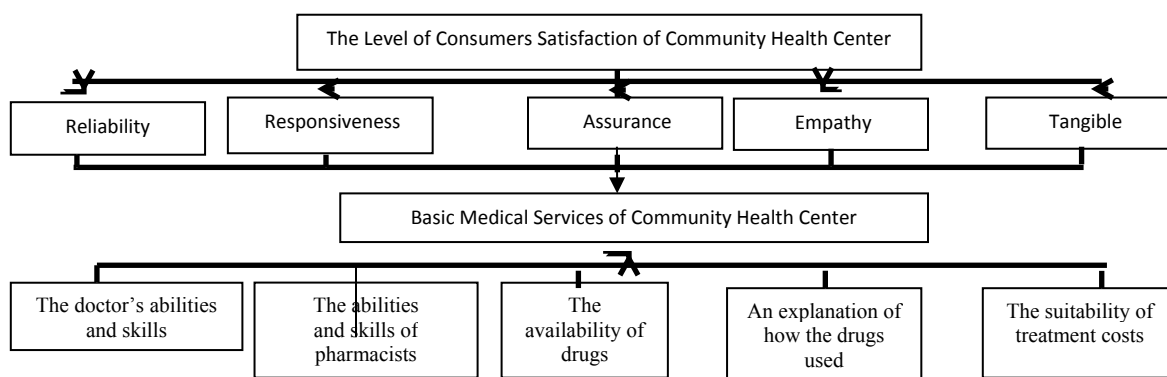 The Level of Consumers Satisfaction of Community Health Center
Reliability
Responsiveness
Assurance
Empathy
Tangible
Basic Medical Services of Community Health Center
The doctor's abilities
and skills
The abilities
and skills of
pharmacists
The
availability of
drugs
An explanation of
how the drugs
used
The suitability of
treatment costs